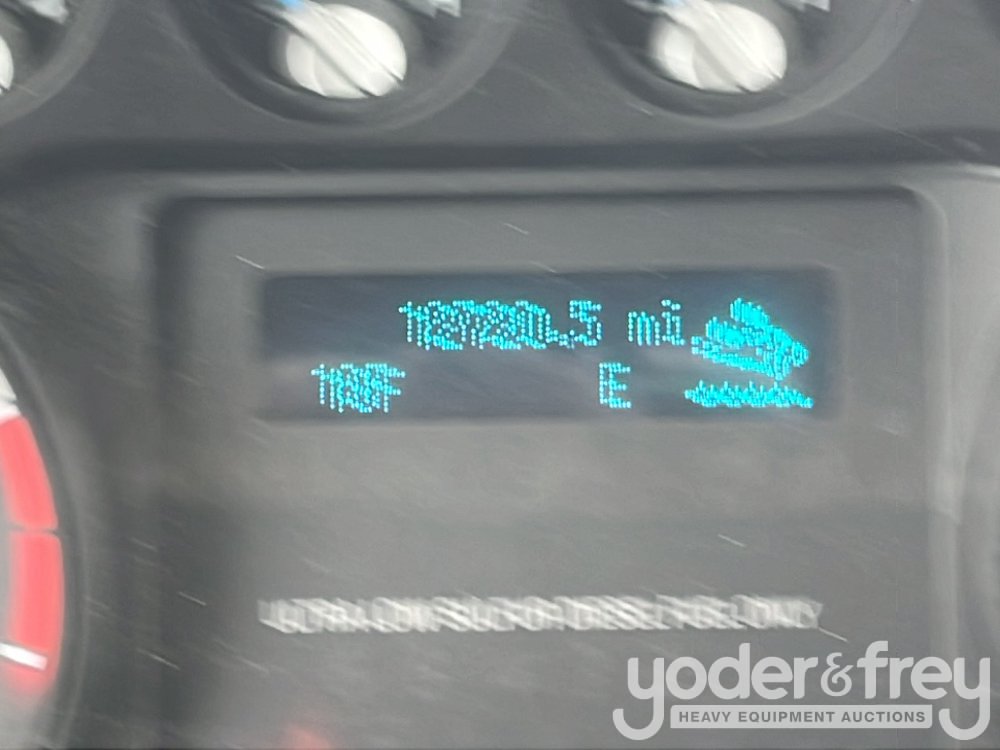 mi
E
ULTRA LOW SULFUR DIESEL FUEL ONLY
yoder&frey
HEAVY EQUIPMENT AUCTIONS